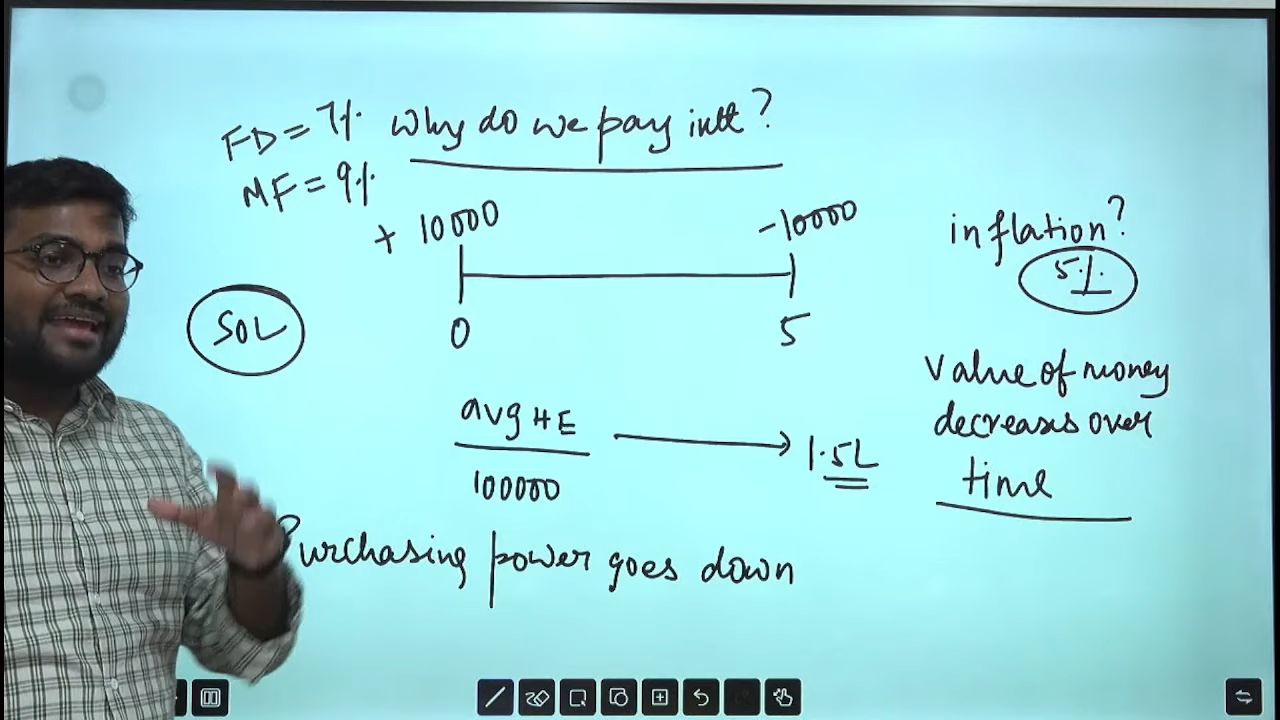 FD = 7% Why do we pay intt?
MF = 9%
+ 10000
-10000
0
5
SOL
avg HE
100000
1.5L
Purchasing power goes down
inflation?
5%
Value of money
decreases over
time